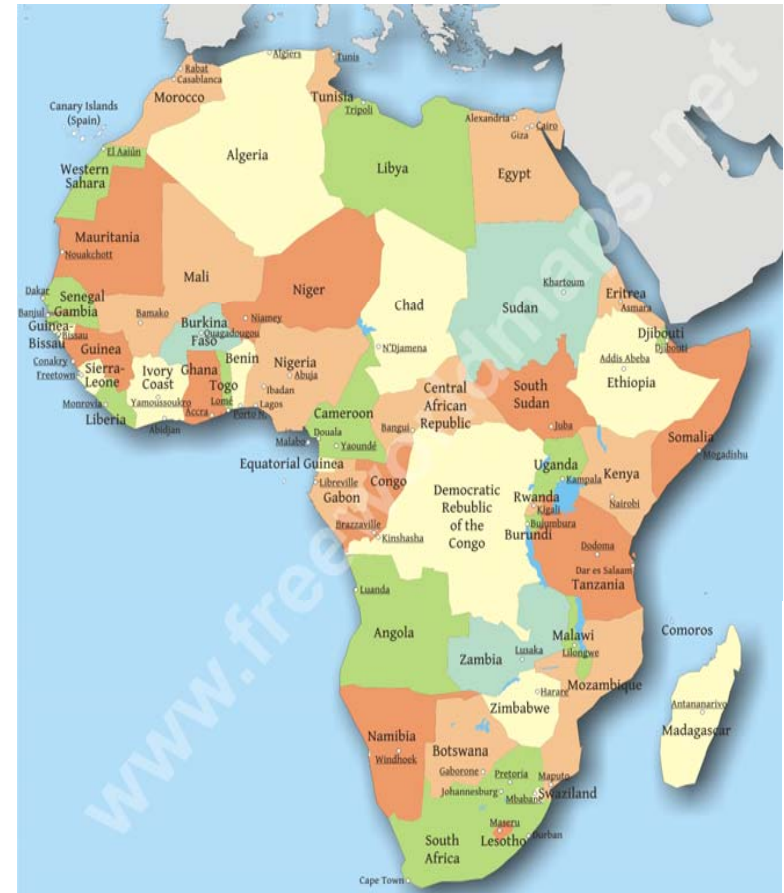 Algiers
Tunis
Rabat
Casablanca
Morocco
Tunisia
Tripoli
Canary Islands
(Spain)
Alexandria
Cairo
Giza
El Aaiún
Algeria
Libya
Egypt
Western
Sahara
Mauritania
Nouakchott
Mali
Niger
Chad
Sudan
Khartoum
Eritrea
Asmara
Dakar
Senegal
Banjul
Gambia
Guinea-
Bissau
Bissau
Bamako
Burkina
Faso
Ouagadougou
Niamey
N'Djamena
Djibouti
Djibouti
Guinea
Conakry
Freetown
Sierra-
Leone
Ivory
Coast
Yamoussoukro
Ghana
Togo
Benin
Nigeria
Abuja
Ibadan
Lagos
Lomé
Porto N.
Accra
Abidjan
Monrovia
Liberia
Addis Abeba
Ethiopia
Central
African
Republic
Bangui
South
Sudan
Juba
Cameroon
Douala
Yaoundé
Malabo
Equatorial Guinea
Somalia
Mogadishu
Libreville
Gabon
Congo
Brazzaville
Kinshasha
Democratic
Rebublic
of the
Congo
Uganda
Kampala
Kenya
Nairobi
Rwanda
Kigali
Bujumbura
Burundi
Dodoma
Dar es Salaam
Tanzania
Luanda
Angola
Zambia
Lusaka
Malawi
Lilongwe
Comoros
Mozambique
Harare
Zimbabwe
Antananarivo
Madagascar
Namibia
Windhoek
Botswana
Gaborone
Pretoria
Johannesburg
Maputo
Mbabane
Swaziland
Maseru
Lesotho
Durban
South
Africa
Cape Town
www.freeworldmaps.net